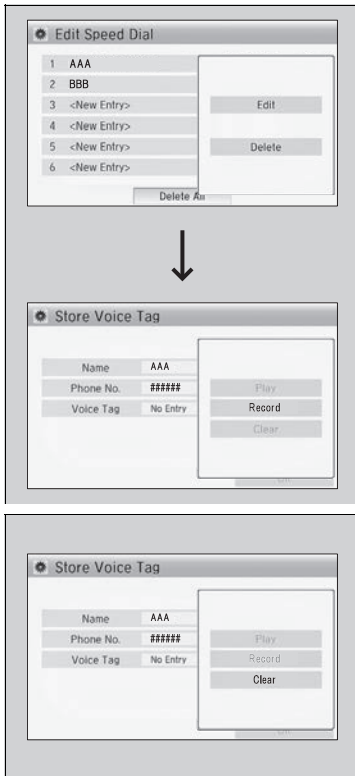 Edit Speed Dial
1 AAA
2 BBB
3 <New Entry>
4 <New Entry>
5 <New Entry>
6 <New Entry>
Edit
Delete
Delete All
Store Voice Tag
Name AAA
Phone No. ######
Voice Tag No Entry
Play
Record
Clear
Store Voice Tag
Name AAA
Phone No. ######
Voice Tag No Entry
Play
Record
Clear